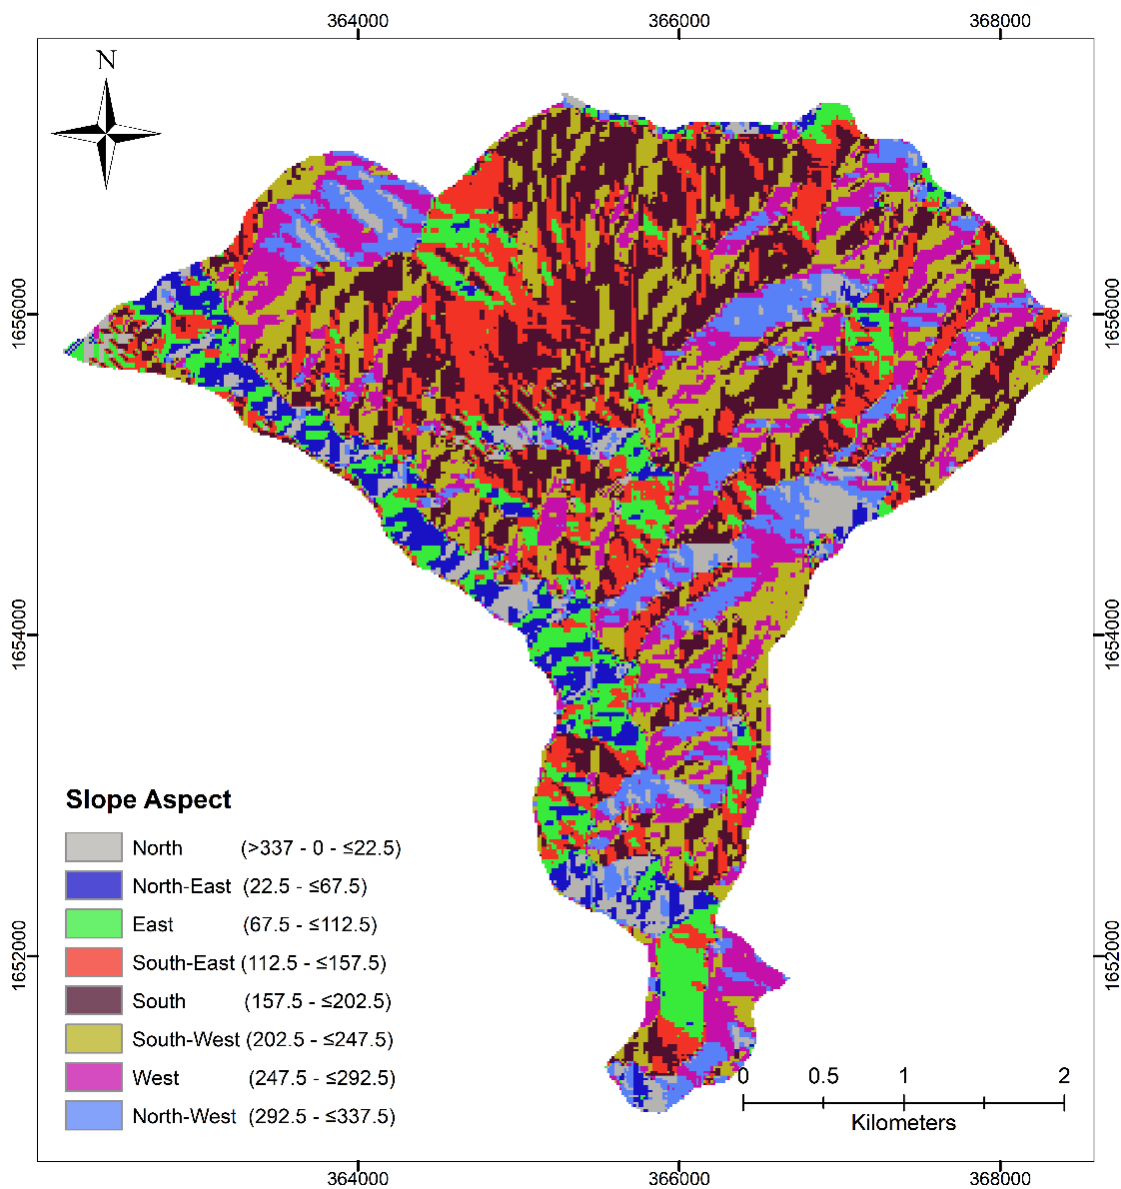 364000 366000 368000
N
1656000 1656000
1654000 1654000
Slope Aspect
North (>337 - 0 - ≤22.5)
North-East (22.5 - ≤67.5)
East (67.5 - ≤112.5)
South-East (112.5 - ≤157.5)
1652000 1652000
South (157.5 - ≤202.5)
South-West (202.5 - ≤247.5)
West (247.5 - ≤292.5)
North-West (292.5 - ≤337.5)
0 0.5 1 2
Kilometers
364000 366000 368000